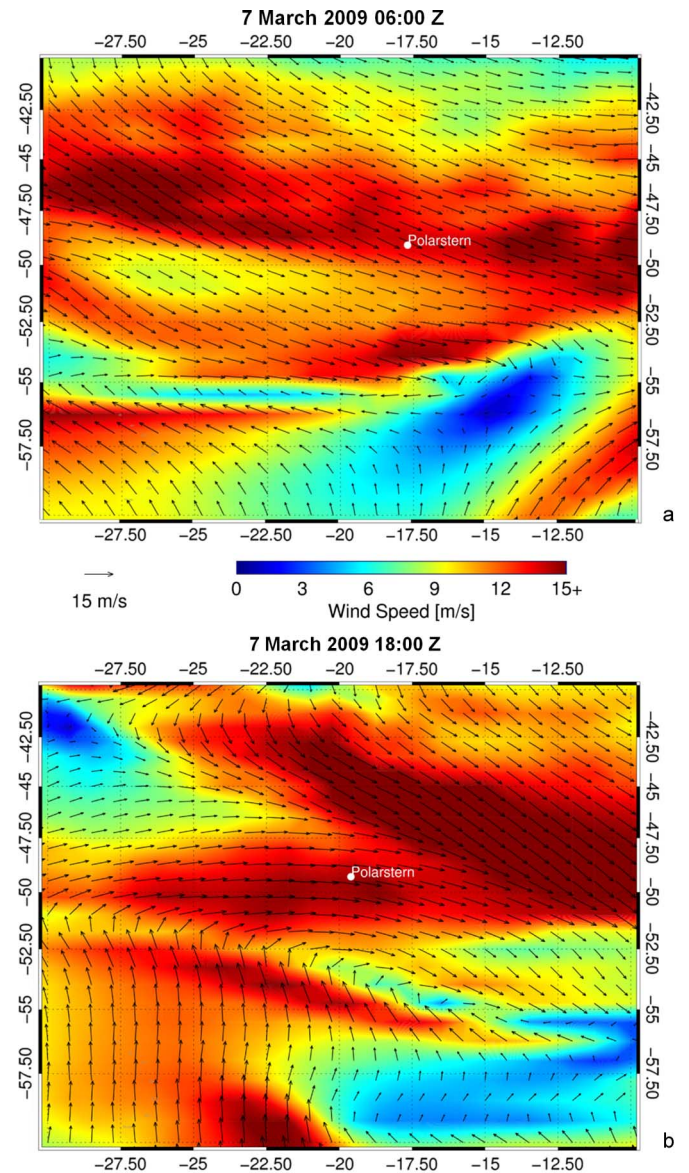 7 March 2009 06:00 Z
−27.50 −25 −22.50 −20 −17.50 −15 −12.50
−42.50 −42.50
−45 −45
−47.50 −47.50
Polarstern
−50 −50
−52.50 −52.50
−55 −55
−57.50 −57.50
−27.50 −25 −22.50 −20 −17.50 −15 −12.50
a
15 m/s
0 3 6 9 12 15+
Wind Speed [m/s]
7 March 2009 18:00 Z
−27.50 −25 −22.50 −20 −17.50 −15 −12.50
−42.50 −42.50
−45 −45
−47.50 −47.50
Polarstern
−50 −50
−52.50 −52.50
−55 −55
−57.50 −57.50
b
−27.50 −25 −22.50 −20 −17.50 −15 −12.50